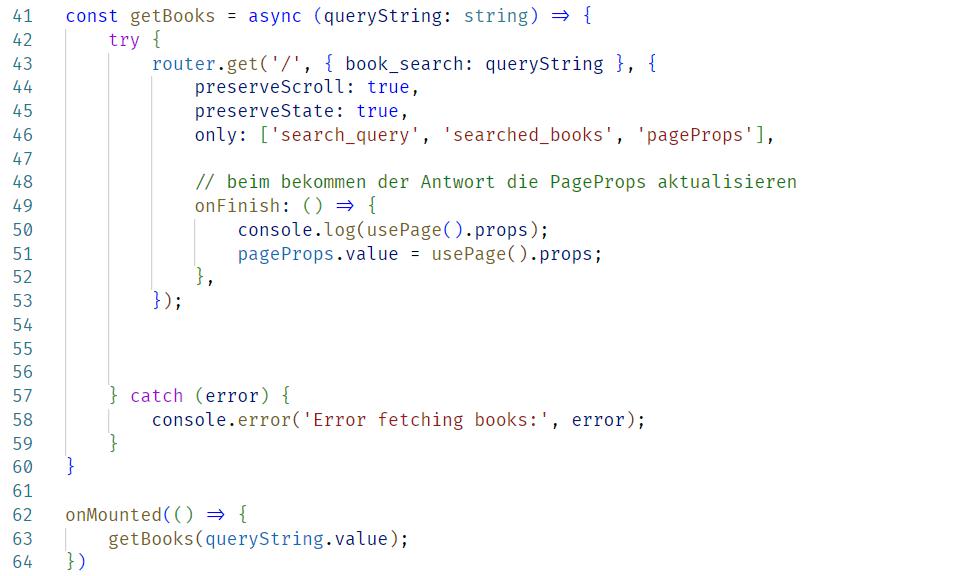 41 const getBooks = async (queryString: string) => {
42     try {
43         router.get('/', { book_search: queryString }, {
44             preserveScroll: true,
45             preserveState: true,
46             only: ['search_query', 'searched_books', 'pageProps'],
47
48             // beim bekommen der Antwort die PageProps aktualisieren
49             onFinish: () => {
50                 console.log(usePage().props);
51                 pageProps.value = usePage().props;
52             },
53         });
54
55
56
57     } catch (error) {
58         console.error('Error fetching books:', error);
59     }
60 }
61
62 onMounted(() => {
63     getBooks(queryString.value);
64 })